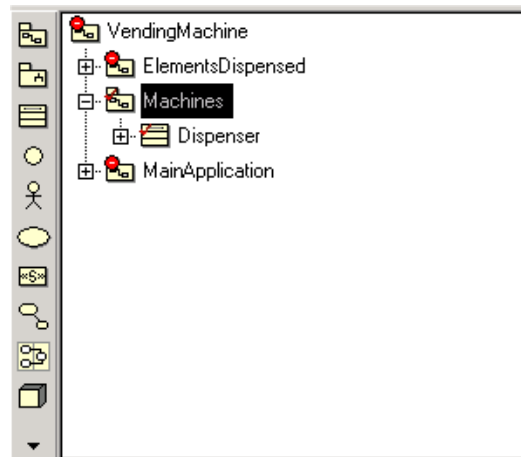 VendingMachine
ElementsDispensed
Machines
Dispenser
MainApplication
«S»